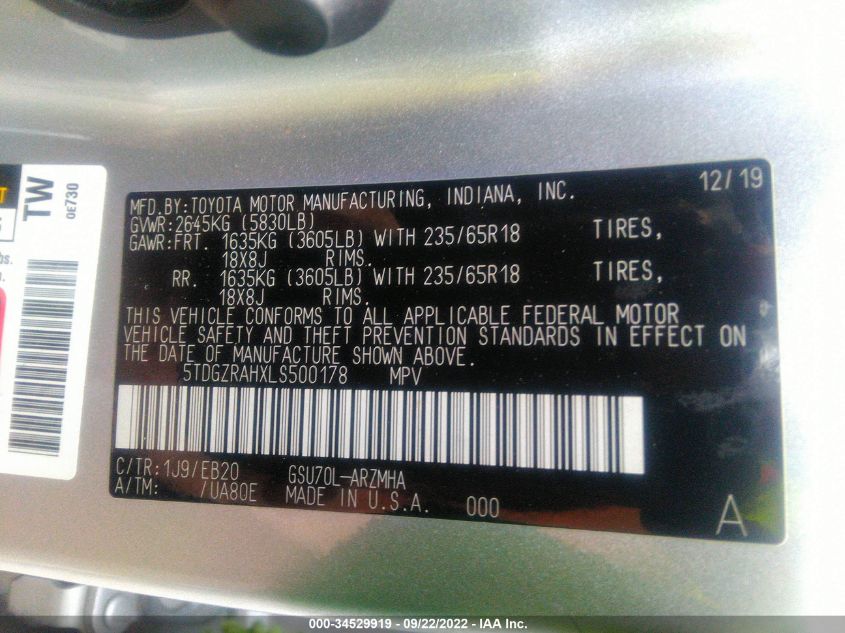 T
S
bs.
n.
TW
0E730
MFD.BY:TOYOTA MOTOR MANUFACTURING, INDIANA, INC. 12/19
GVWR:2645KG (5830LB)
GAWR:FRT. 1635KG (3605LB) WITH 235/65R18 TIRES,
18X8J RIMS.
RR. 1635KG (3605LB) WITH 235/65R18 TIRES,
18X8J RIMS.
THIS VEHICLE CONFORMS TO ALL APPLICABLE FEDERAL MOTOR
VEHICLE SAFETY AND THEFT PREVENTION STANDARDS IN EFFECT ON
THE DATE OF MANUFACTURE SHOWN ABOVE.
5TDGZRAHXLS500178 MPV
C/TR:1J9/EB20 GSU70L-ARZMHA
A/TM: /UA80E MADE IN U.S.A. 000
A
000-34529919 - 09/22/2022 - IAA Inc.